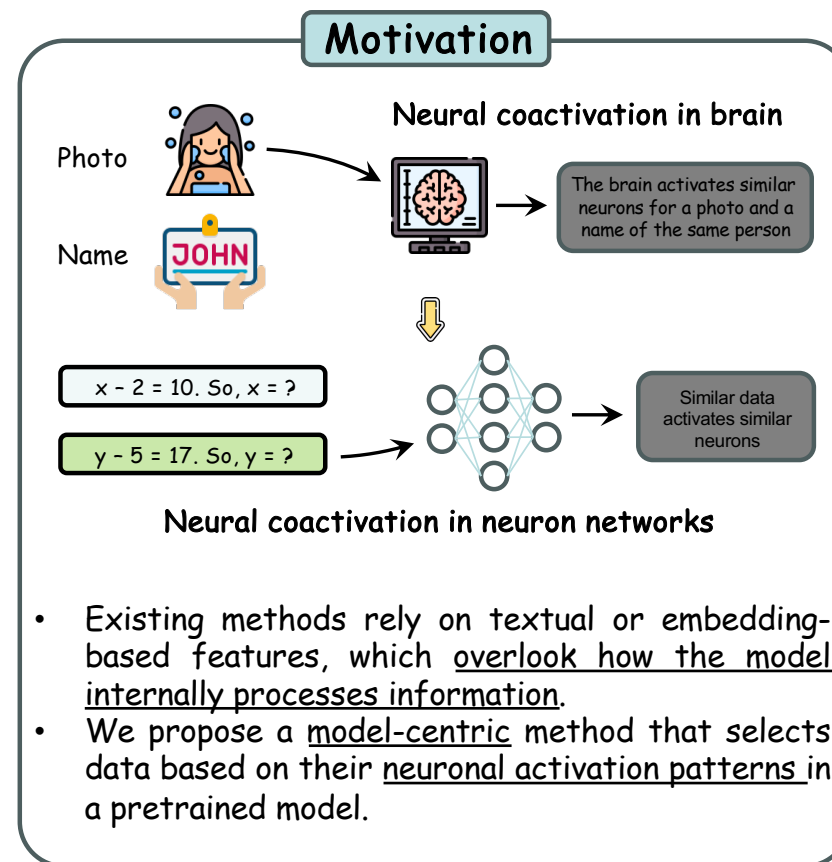 Motivation
Neural coactivation in brain
Photo
The brain activates similar
neurons for a photo and a
name of the same person
Name
JOHN
x – 2 = 10. So, x = ?
y – 5 = 17. So, y = ?
Similar data
activates similar
neurons
Neural coactivation in neuron networks
• Existing methods rely on textual or embedding-
based features, which overlook how the model
internally processes information.
• We propose a model-centric method that selects
data based on their neuronal activation patterns in
a pretrained model.